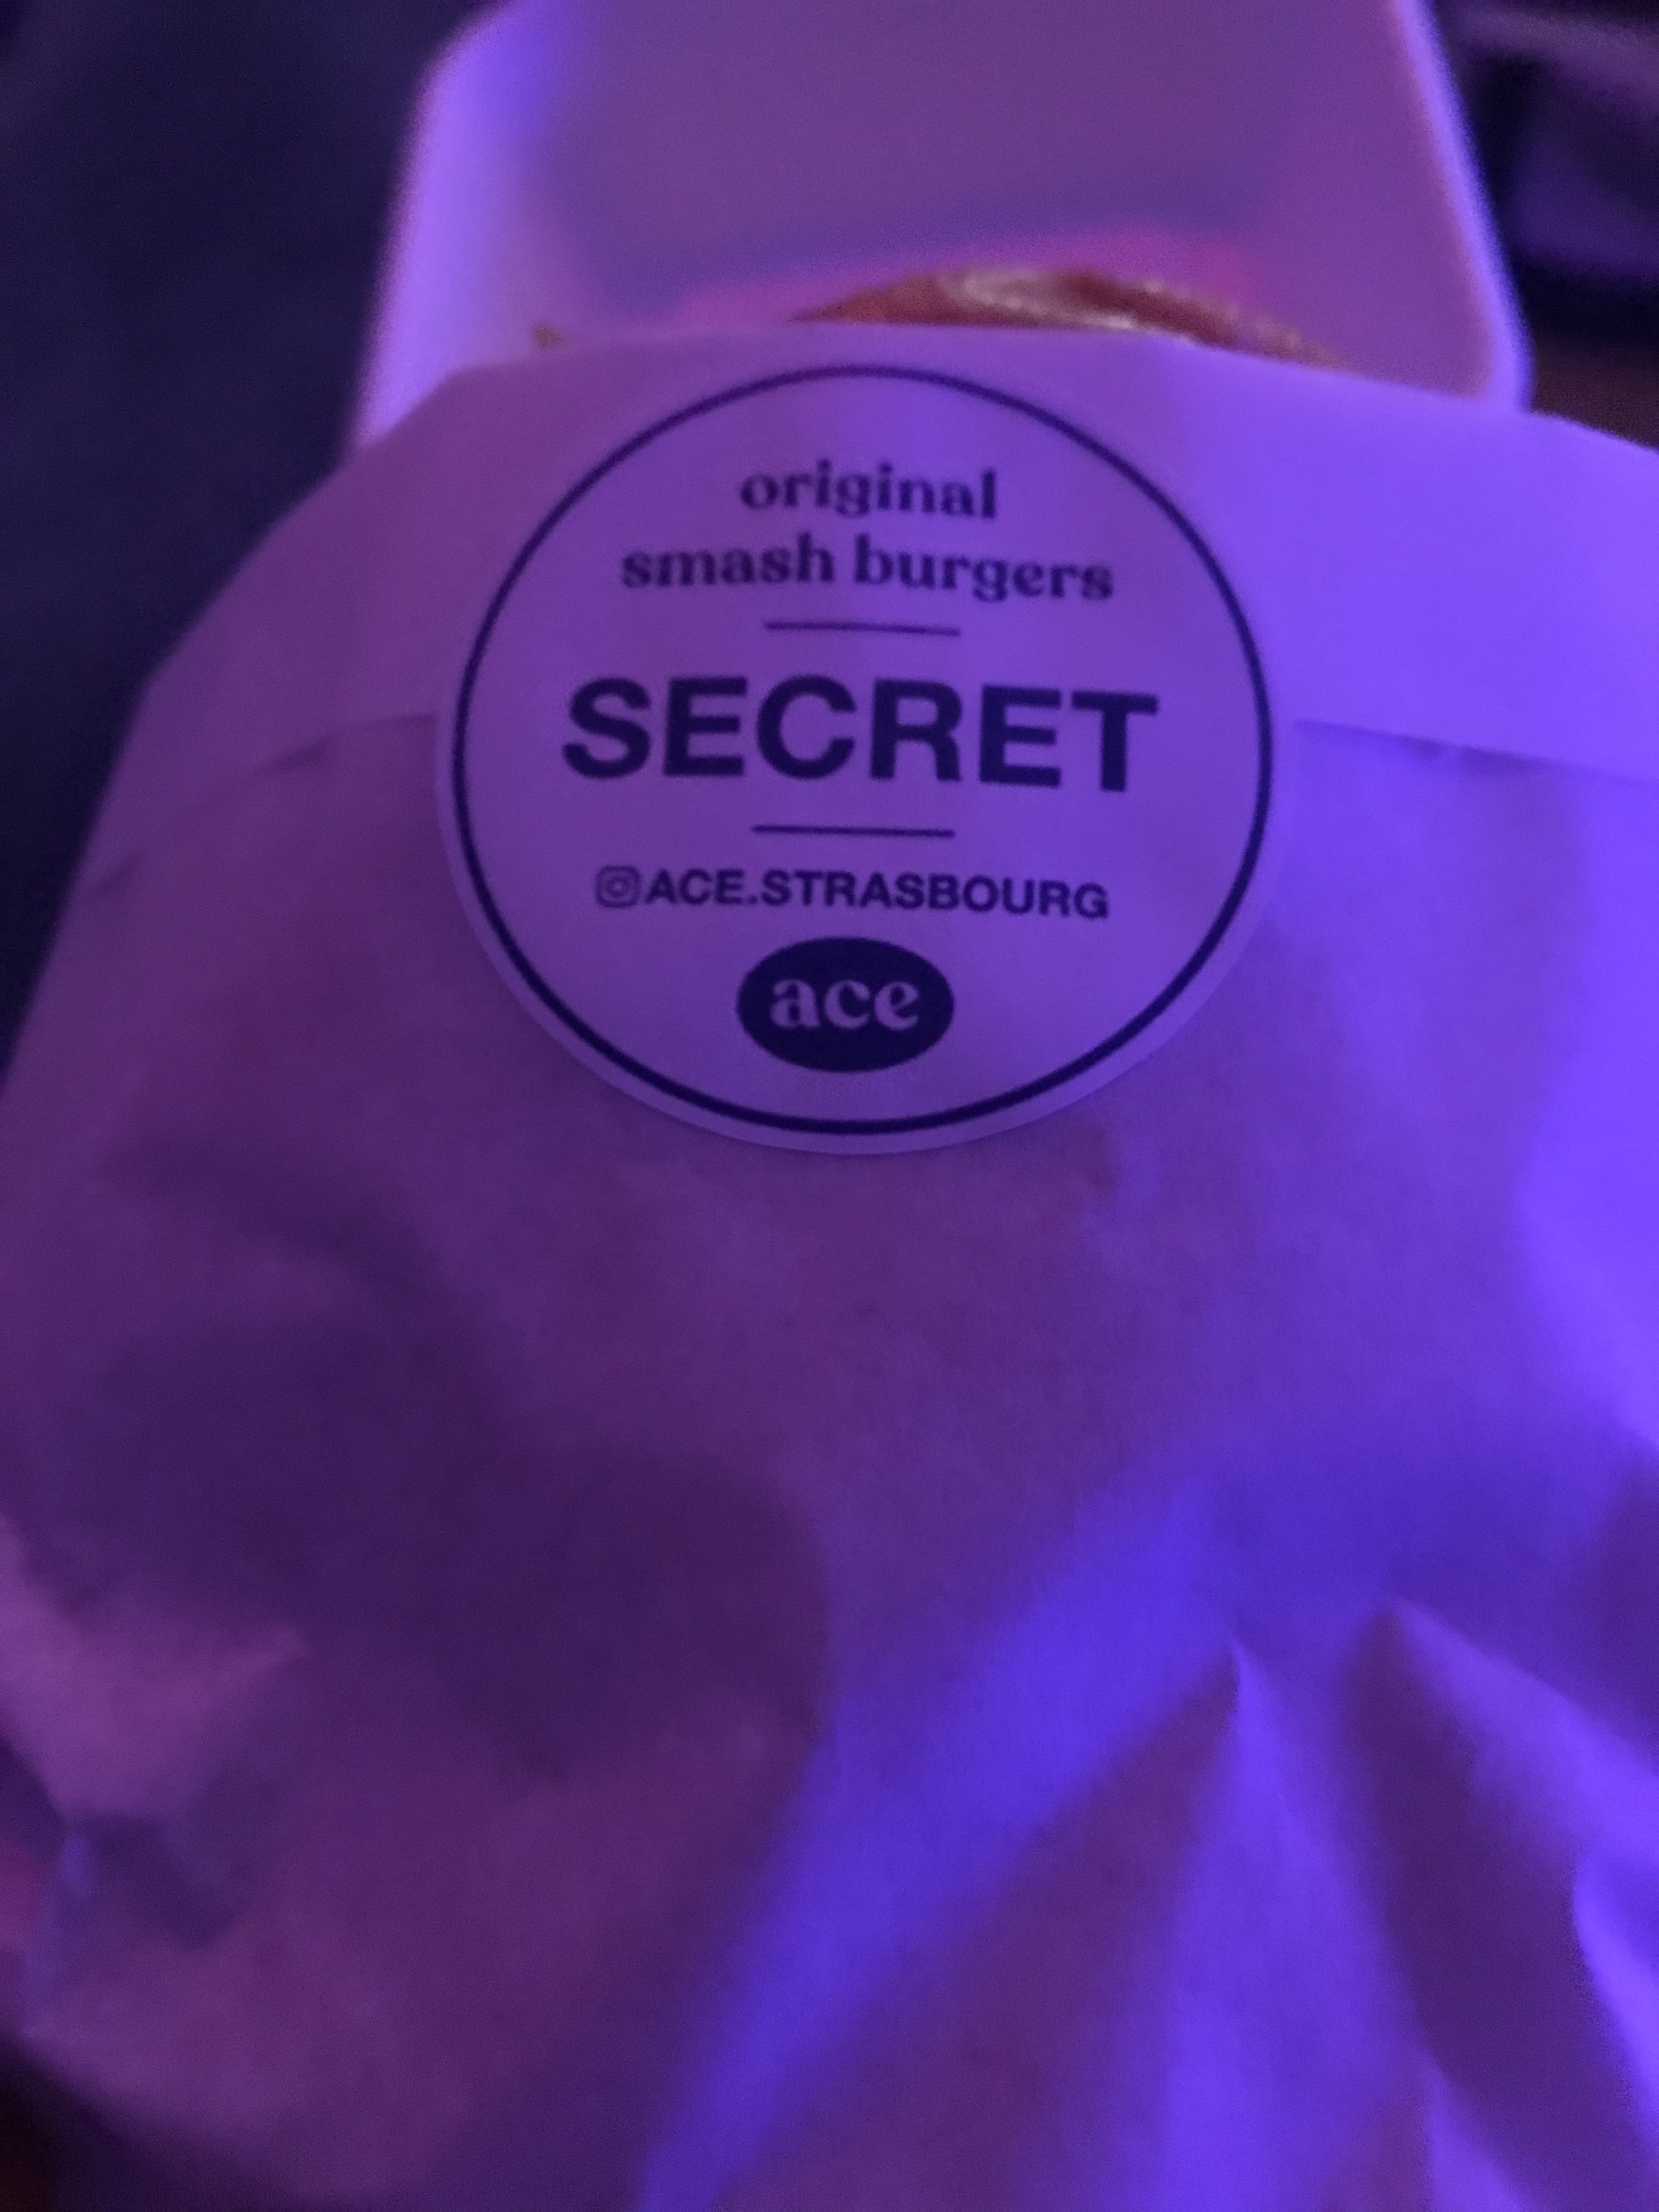 original
smash burgers
SECRET
ACE.STRASBOURG
ace